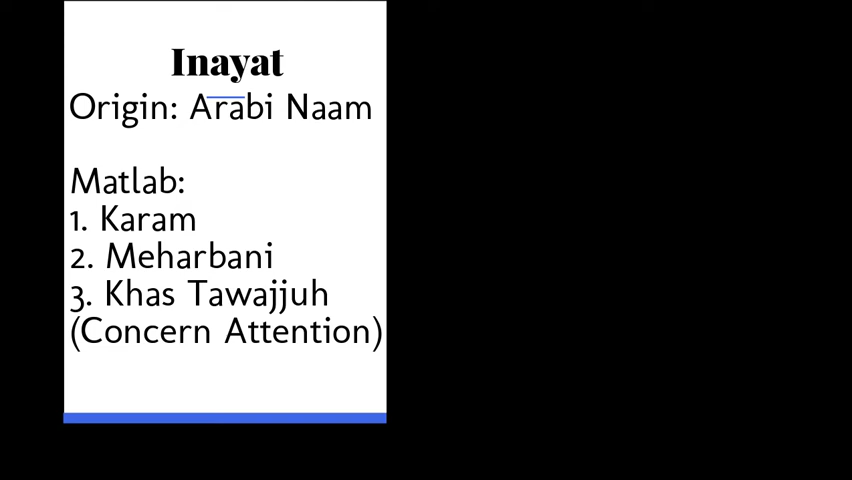 Inayat
Origin: Arabi Naam
Matlab:
1. Karam
2. Meharbani
3. Khas Tawajjuh
(Concern Attention)